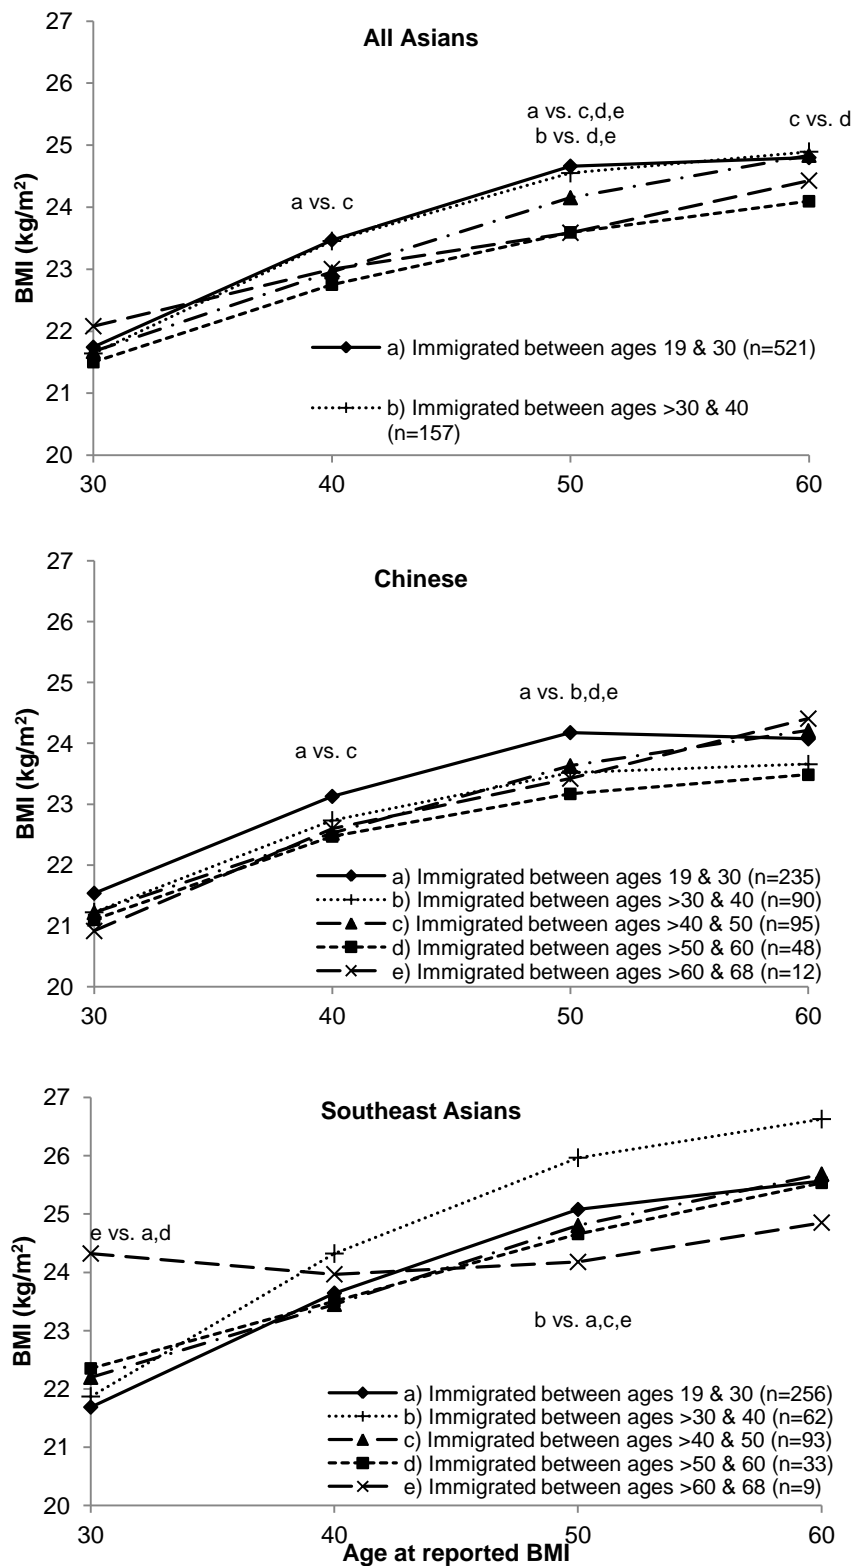 All Asians
BMI (kg/m²)
27
26
25
24
23
22
21
20
a vs. c
a vs. c,d,e
b vs. d,e
c vs. d
a) Immigrated between ages 19 & 30 (n=521)
b) Immigrated between ages >30 & 40
(n=157)
30 40 50 60
Chinese
BMI (kg/m²)
27
26
25
24
23
22
21
20
a vs. c
a vs. b,d,e
a) Immigrated between ages 19 & 30 (n=235)
b) Immigrated between ages >30 & 40 (n=90)
c) Immigrated between ages >40 & 50 (n=95)
d) Immigrated between ages >50 & 60 (n=48)
e) Immigrated between ages >60 & 68 (n=12)
30 40 50 60
Southeast Asians
BMI (kg/m²)
27
26
25
24
23
22
21
20
e vs. a,d
b vs. a,c,e
a) Immigrated between ages 19 & 30 (n=256)
b) Immigrated between ages >30 & 40 (n=62)
c) Immigrated between ages >40 & 50 (n=93)
d) Immigrated between ages >50 & 60 (n=33)
e) Immigrated between ages >60 & 68 (n=9)
30 40 50 60
Age at reported BMI